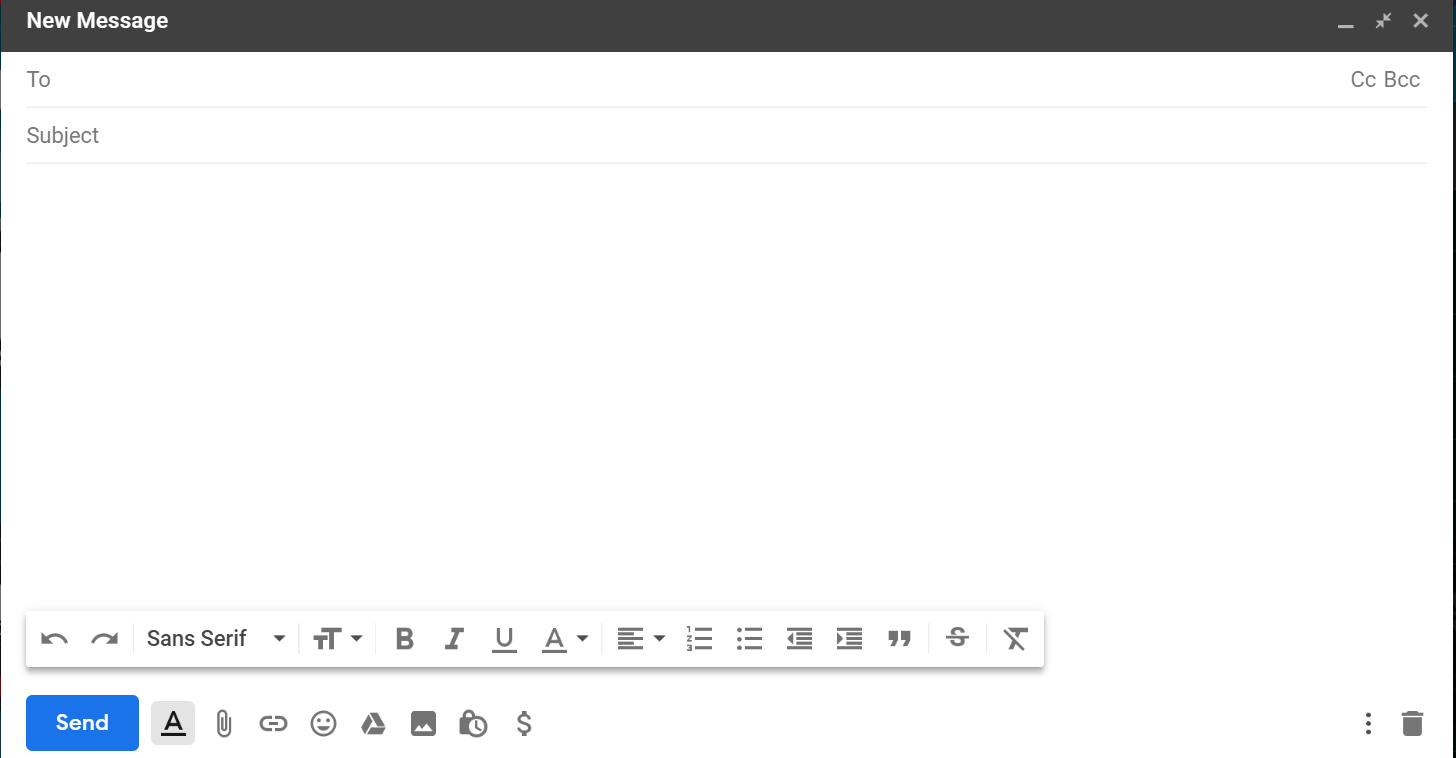 New Message
To Cc Bcc
Subject
Sans Serif
Send